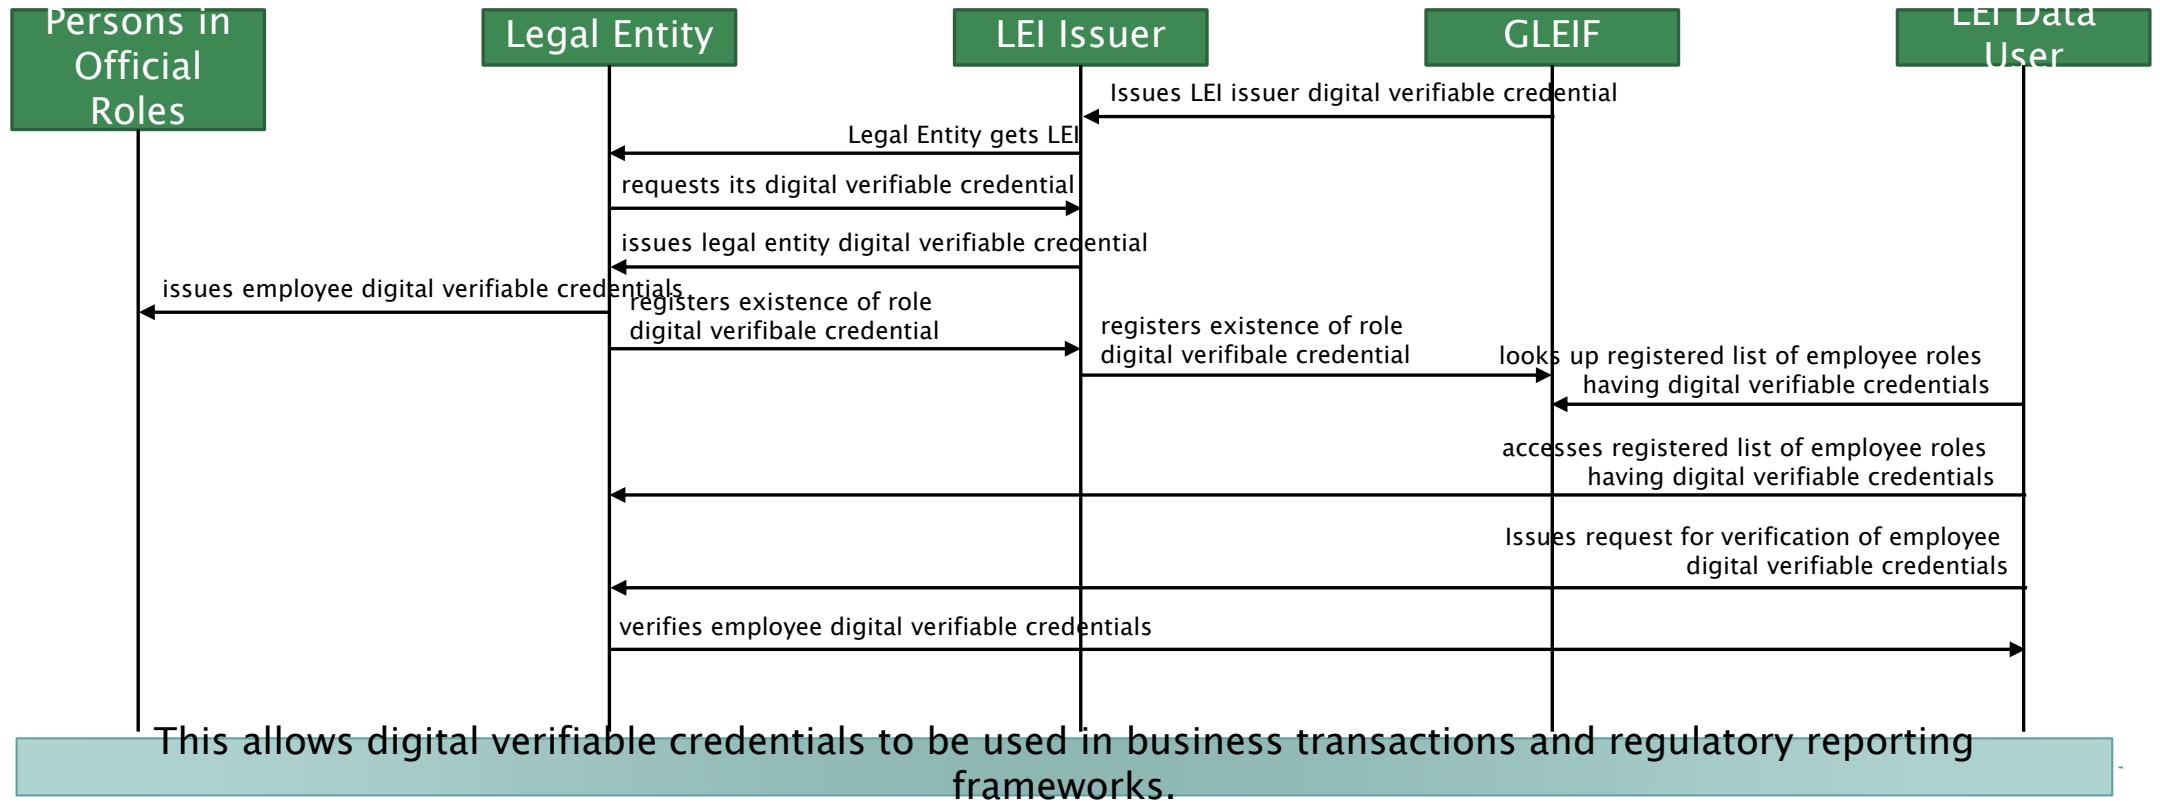 Persons in
Official
Roles
Legal Entity
LEI Issuer
GLEIF
LEI Data
User
Issues LEI issuer digital verifiable credential
Legal Entity gets LEI
requests its digital verifiable credential
issues legal entity digital verifiable credential
issues employee digital verifiable credentials
registers existence of role
digital verifibale credential
registers existence of role
digital verifibale credential
looks up registered list of employee roles
having digital verifiable credentials
accesses registered list of employee roles
having digital verifiable credentials
Issues request for verification of employee
digital verifiable credentials
verifies employee digital verifiable credentials
This allows digital verifiable credentials to be used in business transactions and regulatory reporting
frameworks.